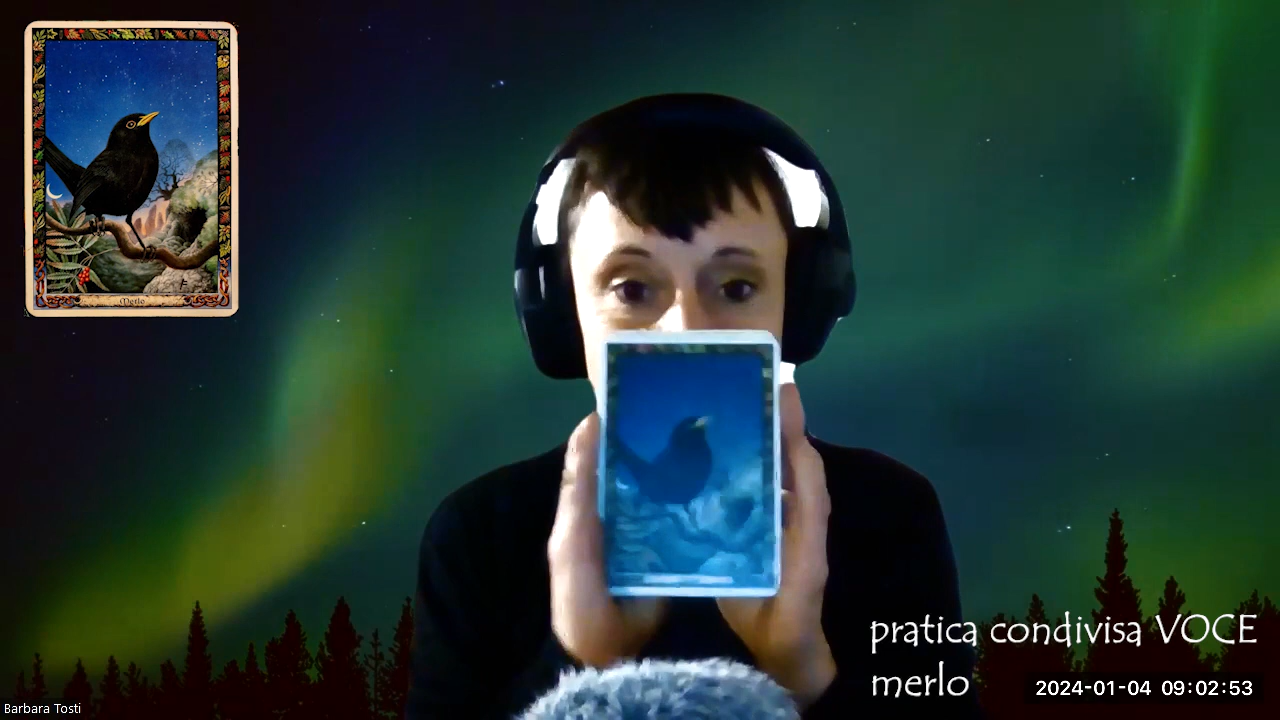 Merlo
pratica condivisa VOCE
merlo
2024-01-04 09:02:53
Barbara Tosti